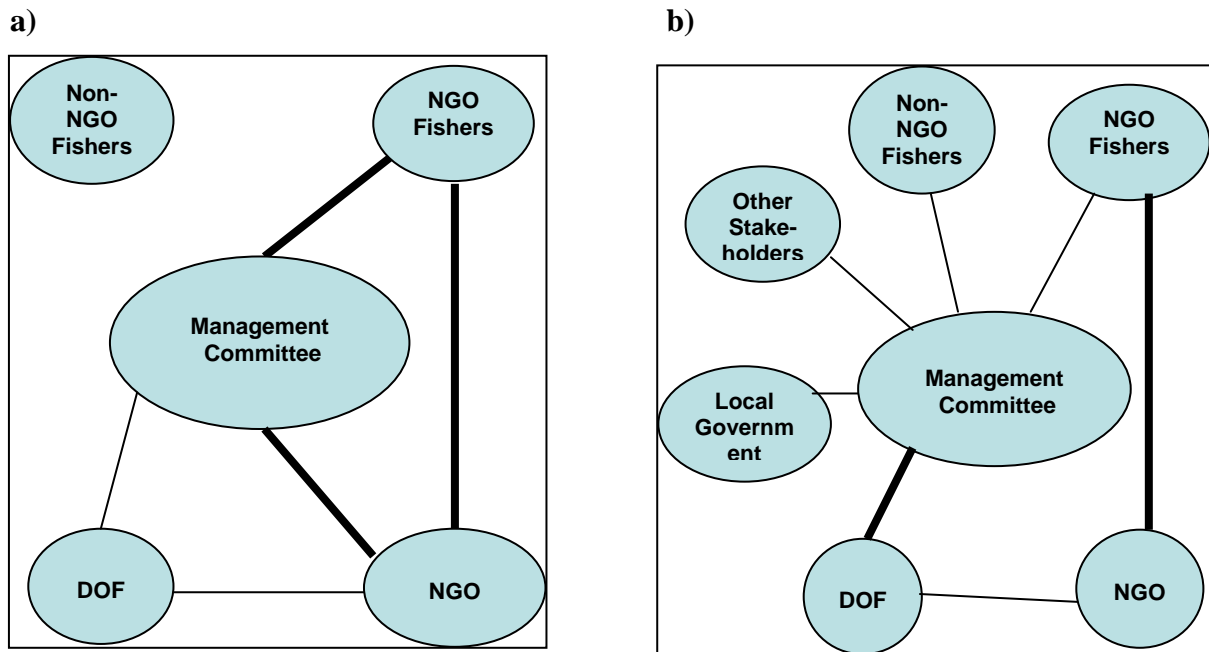 a)
Non-
NGO
Fishers
NGO
Fishers
Management
Committee
DOF
NGO
b)
Non-
NGO
Fishers
NGO
Fishers
Other
Stake-
holders
Management
Committee
Local
Governm
ent
DOF
NGO